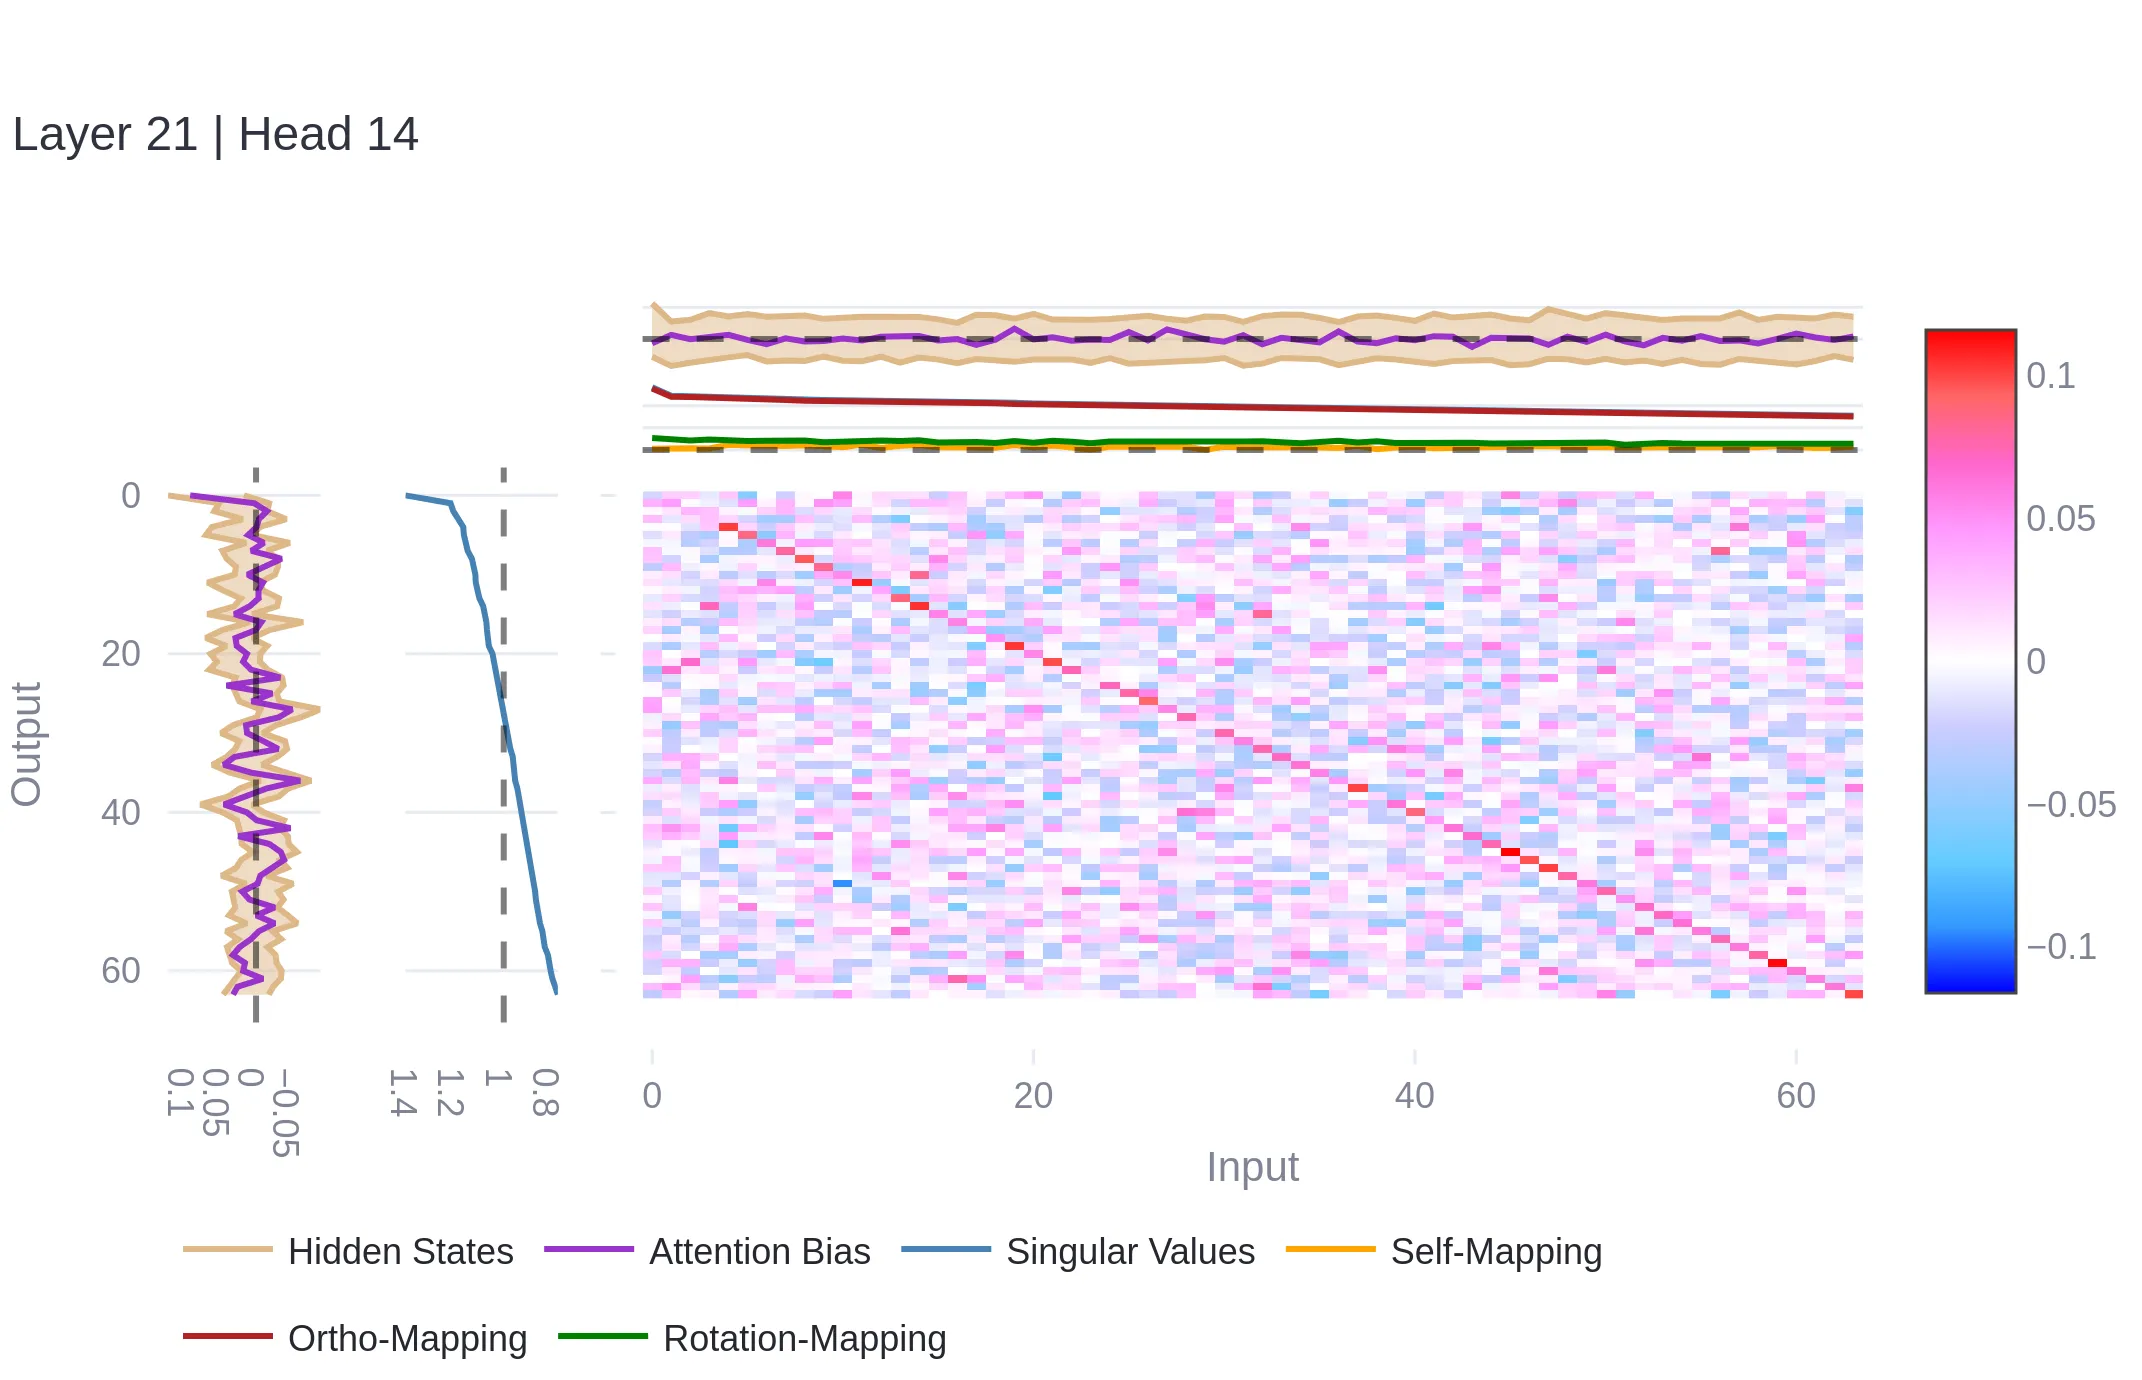 Layer 21 | Head 14
0
20
40
60
Output
0.1
0.05
0
−0.05
1.4
1.2
1
0.8
0
20
40
60
Input
0.1
0.05
0
−0.05
−0.1
Hidden States
Attention Bias
Singular Values
Self-Mapping
Ortho-Mapping
Rotation-Mapping